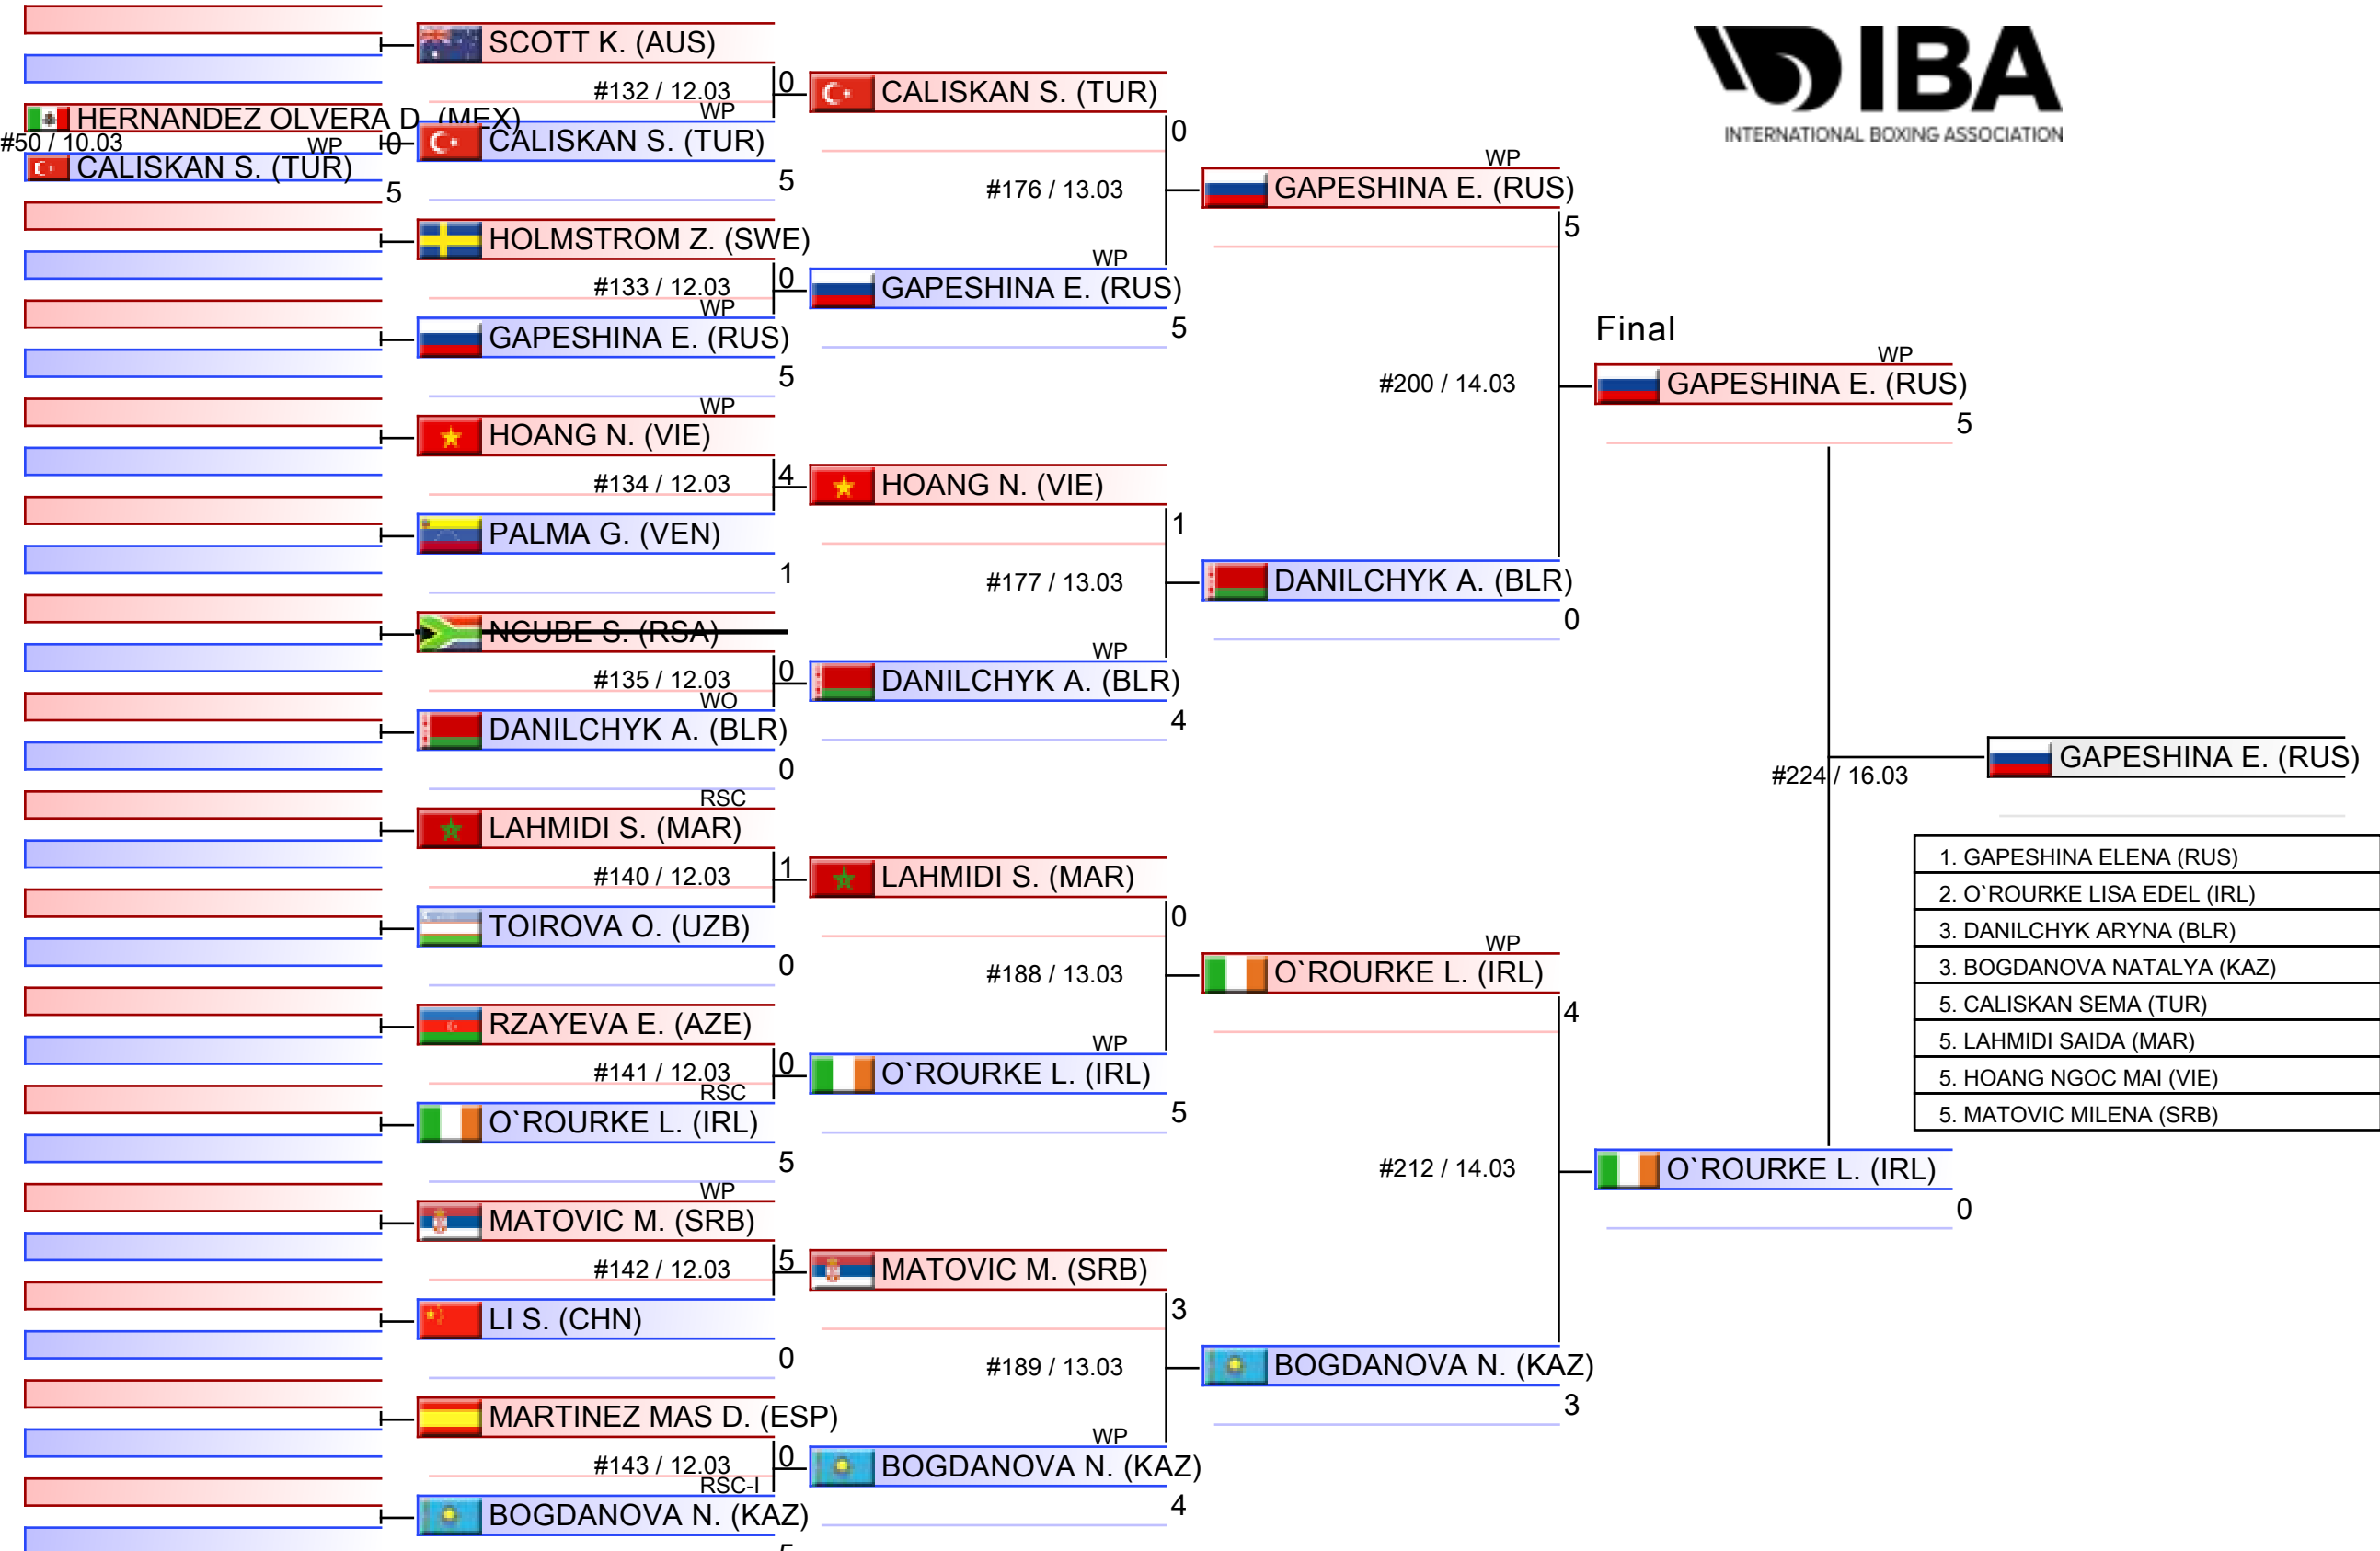 IBA
INTERNATIONAL BOXING ASSOCIATION
HERNANDEZ OLVERA D. (MEX)
#50 / 10.03
WP
0
CALISKAN S. (TUR)
5
SCOTT K. (AUS)
#132 / 12.03
0
WP
CALISKAN S. (TUR)
5
HOLMSTROM Z. (SWE)
#133 / 12.03
0
WP
GAPESHINA E. (RUS)
5
WP
HOANG N. (VIE)
#134 / 12.03
4
PALMA G. (VEN)
1
NCUBE S. (RSA)
#135 / 12.03
0
WO
DANILCHYK A. (BLR)
0
RSC
LAHMIDI S. (MAR)
#140 / 12.03
1
TOIROVA O. (UZB)
0
RZAYEVA E. (AZE)
#141 / 12.03
0
RSC
O`ROURKE L. (IRL)
5
WP
MATOVIC M. (SRB)
#142 / 12.03
5
LI S. (CHN)
0
MARTINEZ MAS D. (ESP)
#143 / 12.03
0
RSC-I
BOGDANOVA N. (KAZ)
CALISKAN S. (TUR)
0
#176 / 13.03
WP
GAPESHINA E. (RUS)
5
HOANG N. (VIE)
1
#177 / 13.03
WP
DANILCHYK A. (BLR)
4
LAHMIDI S. (MAR)
0
#188 / 13.03
WP
O`ROURKE L. (IRL)
5
MATOVIC M. (SRB)
3
#189 / 13.03
WP
BOGDANOVA N. (KAZ)
4
WP
GAPESHINA E. (RUS)
5
#200 / 14.03
DANILCHYK A. (BLR)
0
WP
O`ROURKE L. (IRL)
4
#212 / 14.03
BOGDANOVA N. (KAZ)
3
Final
WP
GAPESHINA E. (RUS)
5
#224 / 16.03
O`ROURKE L. (IRL)
0
GAPESHINA E. (RUS)
1. GAPESHINA ELENA (RUS)
2. O`ROURKE LISA EDEL (IRL)
3. DANILCHYK ARYNA (BLR)
3. BOGDANOVA NATALYA (KAZ)
5. CALISKAN SEMA (TUR)
5. LAHMIDI SAIDA (MAR)
5. HOANG NGOC MAI (VIE)
5. MATOVIC MILENA (SRB)